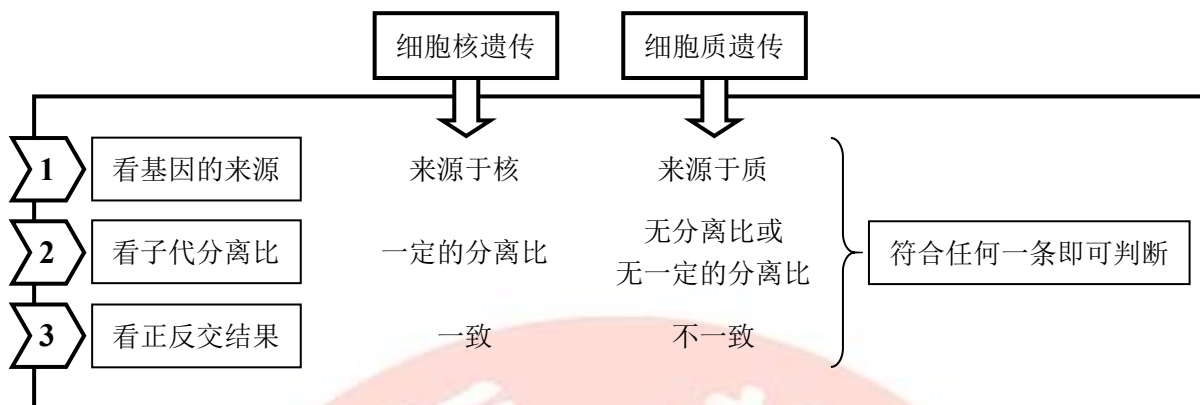 细胞核遗传 细胞质遗传
1 看基因的来源 来源于核 来源于质
2 看子代分离比 一定的分离比 无分离比或
无一定的分离比
符合任何一条即可判断
3 看正反交结果 一致 不一致